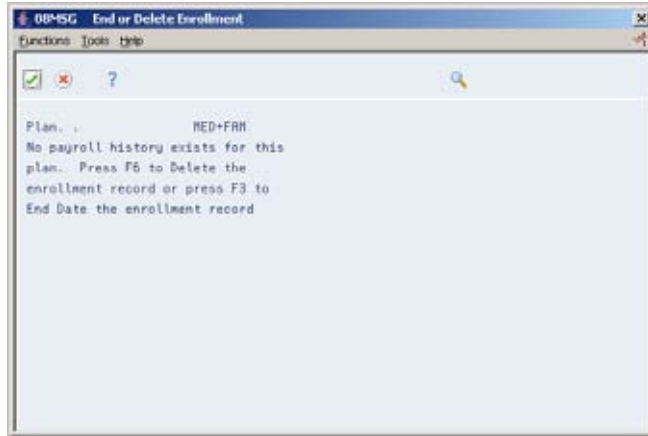 08MSG End or Delete Enrollment
Functions Tools Help
?
Plan. . MED+FAM
No payroll history exists for this
plan. Press F6 to Delete the
enrollment record or press F3 to
End Date the enrollment record